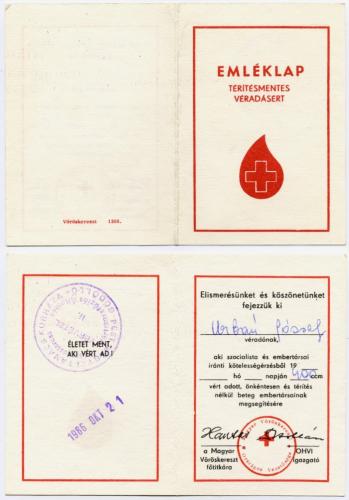 EMLÉKLAP
TÉRÍTÉSMENTES
VÉRADÁSÉRT
Vöröskereszt 1966.
ÉLETET MENT,
AKI VÉRT AD!
1966 OKT 21
Elismerésünket és köszönetünket
fejezzük ki
Urbán József
véradónak,
aki szocialista és embertársai
iránti kötelességérzésből 19
hó napján 400 ccm
vért adott, önkéntesen és térítés
nélkül beteg embertársainak
megsegítésére
a Magyar
Vöröskereszt
főtitkára
OHVI
igazgató